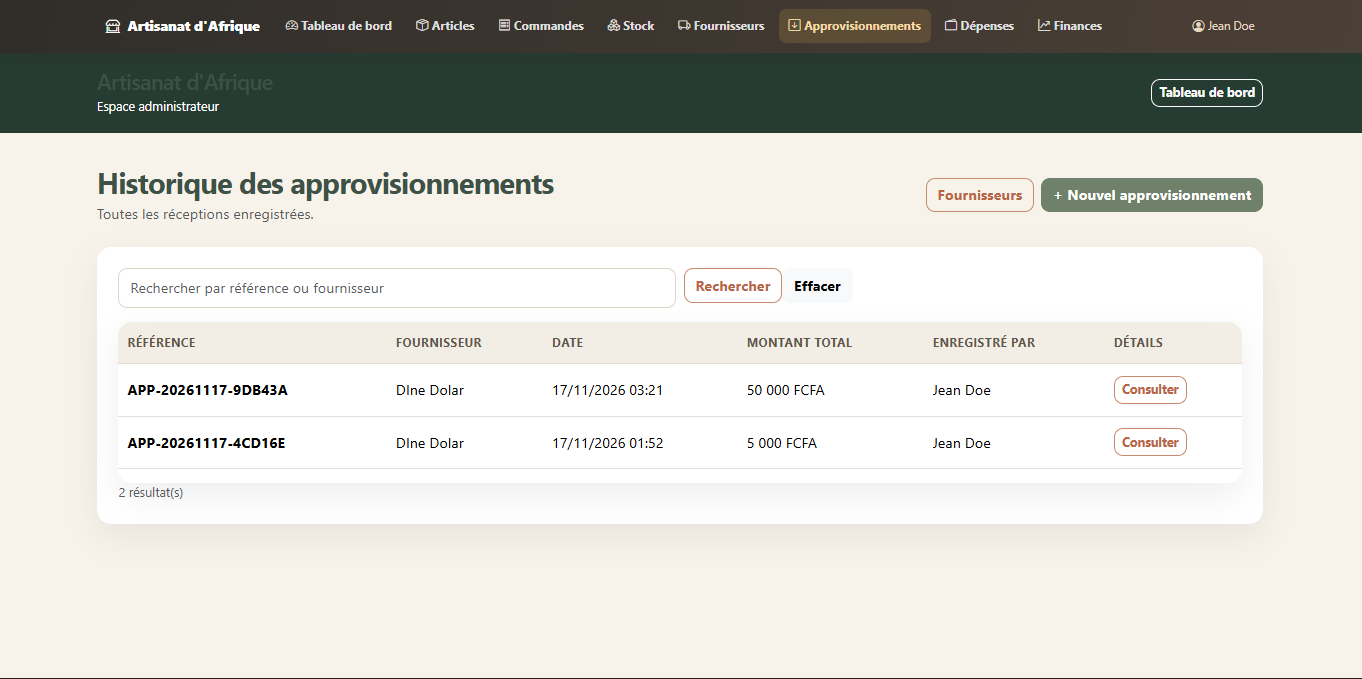 Artisanat d'Afrique Tableau de bord Articles Commandes Stock Fournisseurs Approvisionnements Dépenses Finances Jean Doe
Artisanat d'Afrique
Espace administrateur
Tableau de bord
Historique des approvisionnements
Toutes les réceptions enregistrées.
Fournisseurs + Nouvel approvisionnement
Rechercher par référence ou fournisseur Rechercher Effacer
RÉFÉRENCE FOURNISSEUR DATE MONTANT TOTAL ENREGISTRÉ PAR DÉTAILS
APP-20261117-9DB43A DIne Dolar 17/11/2026 03:21 50 000 FCFA Jean Doe Consulter
APP-20261117-4CD16E DIne Dolar 17/11/2026 01:52 5 000 FCFA Jean Doe Consulter
2 résultat(s)